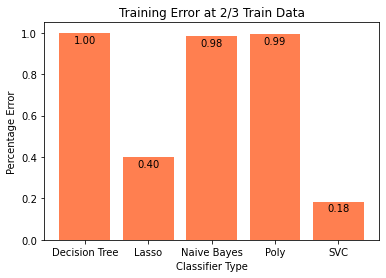 Training Error at 2/3 Train Data
Percentage Error
1.0
0.8
0.6
0.4
0.2
0.0
1.00
0.40
0.98
0.99
0.18
Decision Tree Lasso Naive Bayes Poly SVC
Classifier Type